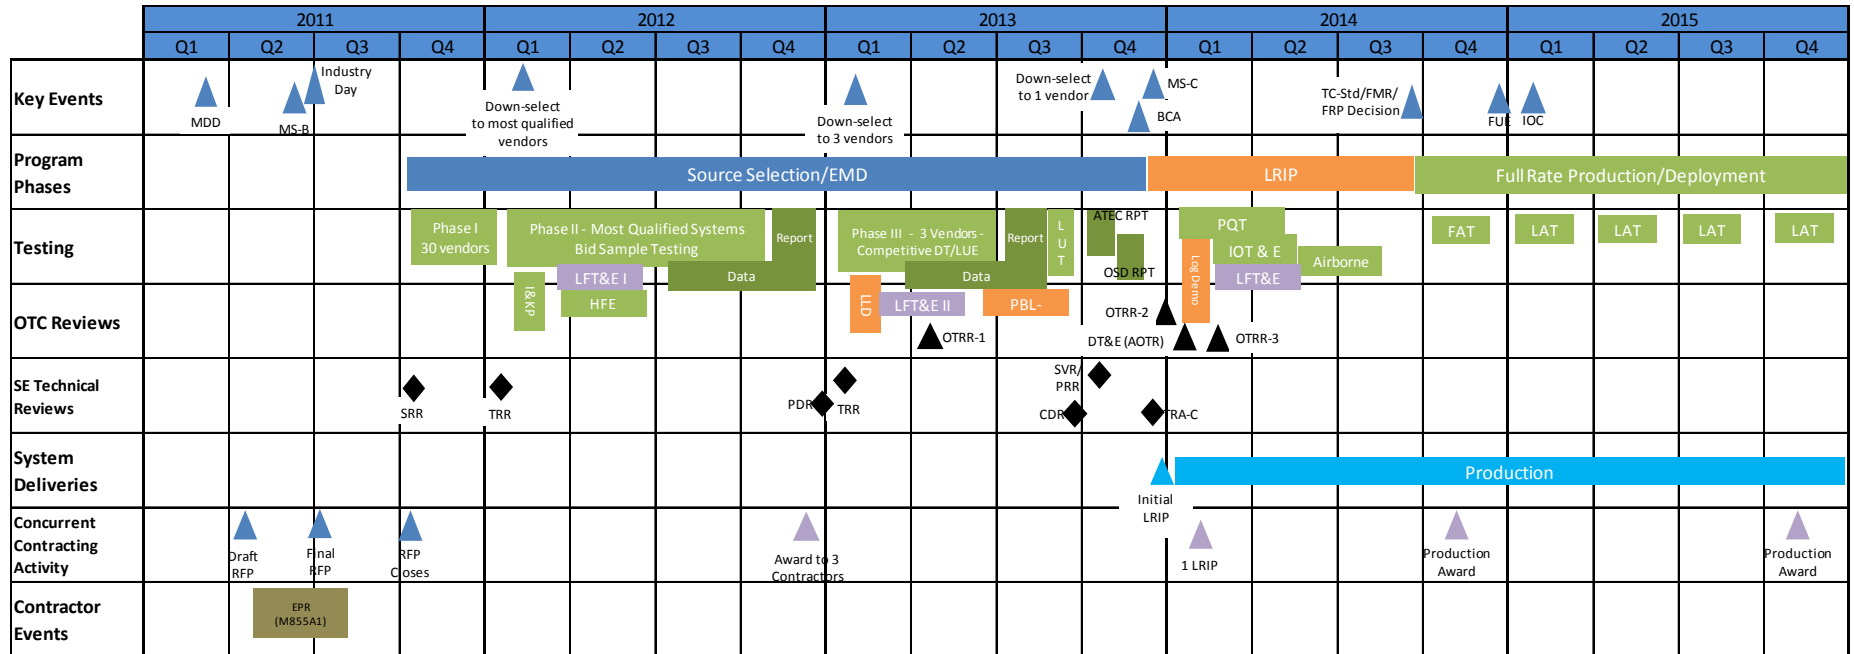 2011 2012 2013 2014 2015
Q1 Q2 Q3 Q4 Q1 Q2 Q3 Q4 Q1 Q2 Q3 Q4 Q1 Q2 Q3 Q4 Q1 Q2 Q3 Q4
Key Events
MDD
MS-B
Industry
Day
Down-select
to most qualified
vendors
Down-select
to 3 vendors
Down-select
to 1 vendor
MS-C
BCA
TC-Std/FMR/
FRP Decision
FUE
IOC
Program
Phases
Source Selection/EMD
LRIP
Full Rate Production/Deployment
Testing
Phase I
30 vendors
Phase II - Most Qualified Systems
Bid Sample Testing
Report
Data
I&KP
LFT&E I
HFE
Phase III - 3 Vendors -
Competitive DT/LUE
Report
Data
LUT
LLD
LFT&E II
PBL-
ATEC RPT
OSD RPT
PQT
IOT & E
Log Demo
LFT&E
Airborne
FAT
LAT
LAT
LAT
LAT
OTC Reviews
OTRR-1
OTRR-2
DT&E (AOTR)
OTRR-3
SE Technical
Reviews
SRR
TRR
PDR
TRR
SVR/
PRR
CDR
TRA-C
System
Deliveries
Initial
LRIP
Production
Concurrent
Contracting
Activity
Draft
RFP
Final
RFP
RFP
Closes
Award to 3
Contractors
1 LRIP
Production
Award
Production
Award
Contractor
Events
EPR
(M855A1)